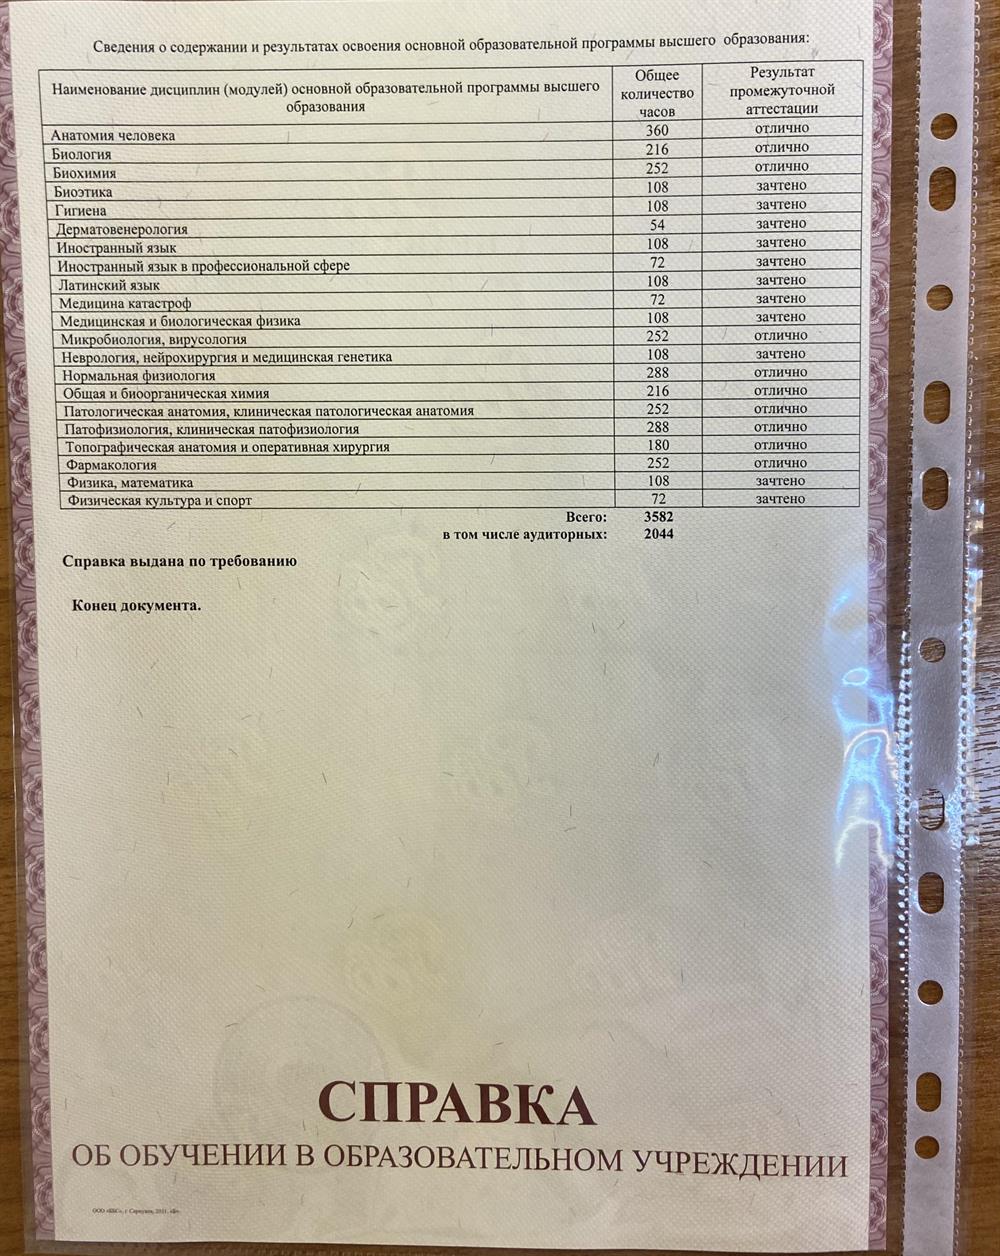 Сведения о содержании и результатах освоения основной образовательной программы высшего образования:
Наименование дисциплин (модулей) основной образовательной программы высшего образования Общее количество часов Результат промежуточной аттестации
Анатомия человека 360 отлично
Биология 216 отлично
Биохимия 252 отлично
Биоэтика 108 зачтено
Гигиена 108 зачтено
Дерматовенерология 54 зачтено
Иностранный язык 108 зачтено
Иностранный язык в профессиональной сфере 72 зачтено
Латинский язык 108 зачтено
Медицина катастроф 72 зачтено
Медицинская и биологическая физика 108 зачтено
Микробиология, вирусология 252 отлично
Неврология, нейрохирургия и медицинская генетика 108 зачтено
Нормальная физиология 288 отлично
Общая и биоорганическая химия 216 отлично
Патологическая анатомия, клиническая патологическая анатомия 252 отлично
Патофизиология, клиническая патофизиология 288 отлично
Топографическая анатомия и оперативная хирургия 180 отлично
Фармакология 252 отлично
Физика, математика 108 зачтено
Физическая культура и спорт 72 зачтено
Всего: 3582
в том числе аудиторных: 2044
Справка выдана по требованию
Конец документа.
СПРАВКА
ОБ ОБУЧЕНИИ В ОБРАЗОВАТЕЛЬНОМ УЧРЕЖДЕНИИ
ООО 2021.